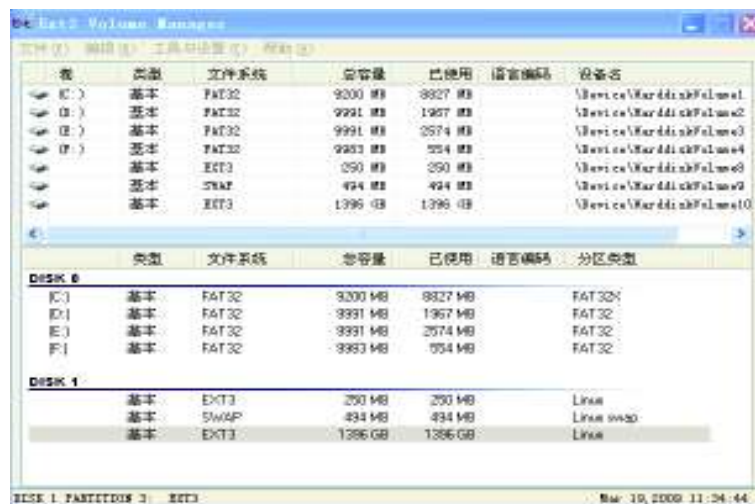 Ext2 Volume Manager
文件(F) 编辑(E) 工具与设置(T) 帮助(H)
卷 类型 文件系统 总容量 已使用 语言编码 设备名
(C:) 基本 FAT32 9200 MB 8827 MB \Device\HarddiskVolume1
(D:) 基本 FAT32 9991 MB 1967 MB \Device\HarddiskVolume2
(E:) 基本 FAT32 9991 MB 2574 MB \Device\HarddiskVolume3
(F:) 基本 FAT32 9983 MB 554 MB \Device\HarddiskVolume4
基本 EXT3 250 MB 250 MB \Device\HarddiskVolume8
基本 SWAP 494 MB 494 MB \Device\HarddiskVolume9
基本 EXT3 1396 GB 1396 GB \Device\HarddiskVolume10
类型 文件系统 总容量 已使用 语言编码 分区类型
DISK 0
(C:) 基本 FAT32 9200 MB 8827 MB FAT32X
(D:) 基本 FAT32 9991 MB 1967 MB FAT32
(E:) 基本 FAT32 9991 MB 2574 MB FAT32
(F:) 基本 FAT32 9983 MB 554 MB FAT32
DISK 1
基本 EXT3 250 MB 250 MB Linux
基本 SWAP 494 MB 494 MB Linux swap
基本 EXT3 1396 GB 1396 GB Linux
DISK 1 PARTITION 3: EXT3 Mar 19,2009 11:34:44